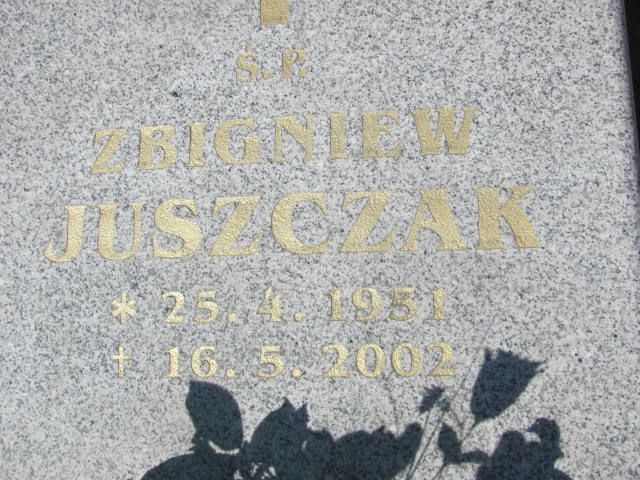 Ś.P.
ZBIGNIEW
JUSZCZAK
* 25. 4. 1951
† 16. 5. 2002